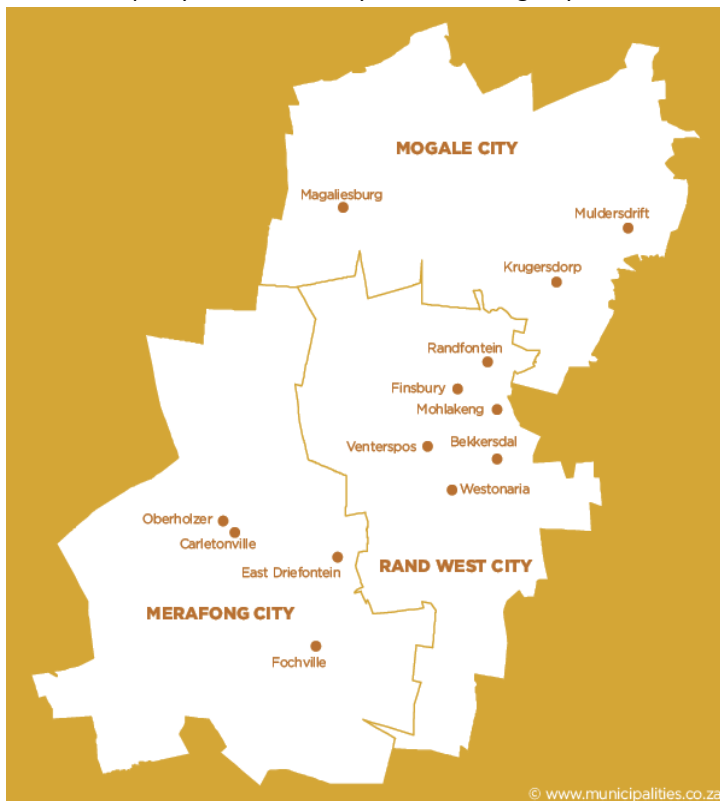 MOGALE CITY
Magaliesburg
Muldersdrift
Krugersdorp
Randfontein
Finsbury
Mohlakeng
Venterspos
Bekkersdal
Westonaria
Oberholzer
Carletonville
East Driefontein
RAND WEST CITY
MERAFONG CITY
Fochville
© www.municipalities.co.za